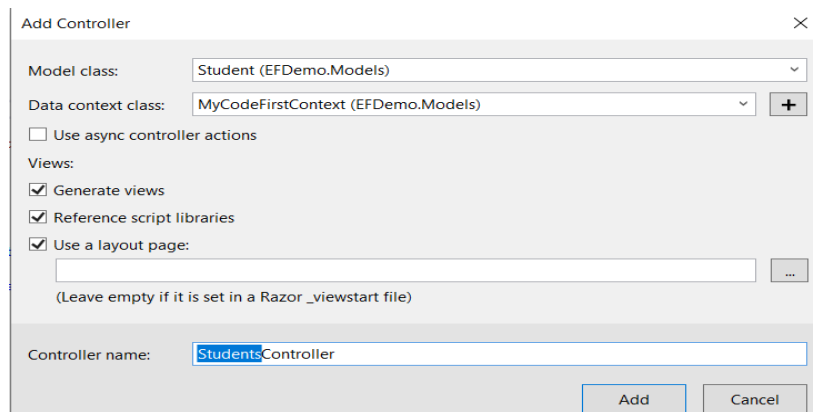 Add Controller
Model class:
Student (EFDemo.Models)
Data context class:
MyCodeFirstContext (EFDemo.Models)
+
Use async controller actions
Views:
Generate views
Reference script libraries
Use a layout page:
...
(Leave empty if it is set in a Razor _viewstart file)
Controller name:
StudentsController
Add
Cancel